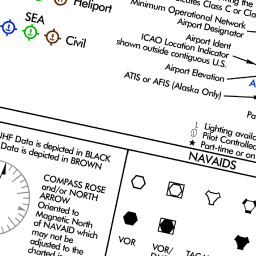 Heliport
SEA
Civil
Minimum Operational Network
Airport Designator
Airport Ident
ICAO Location Indicator
shown outside contiguous U.S.
Airport Elevation
ATIS or AFIS (Alaska Only)
Lighting
Pilot Controlled
Part-time or on
NAVAIDS
Data is depicted in BLACK
Data is depicted in BROWN
COMPASS ROSE
and/or NORTH
ARROW
Oriented to
Magnetic North
of NAVAID which
may not be
adjusted to the
charted
VOR
VOR/